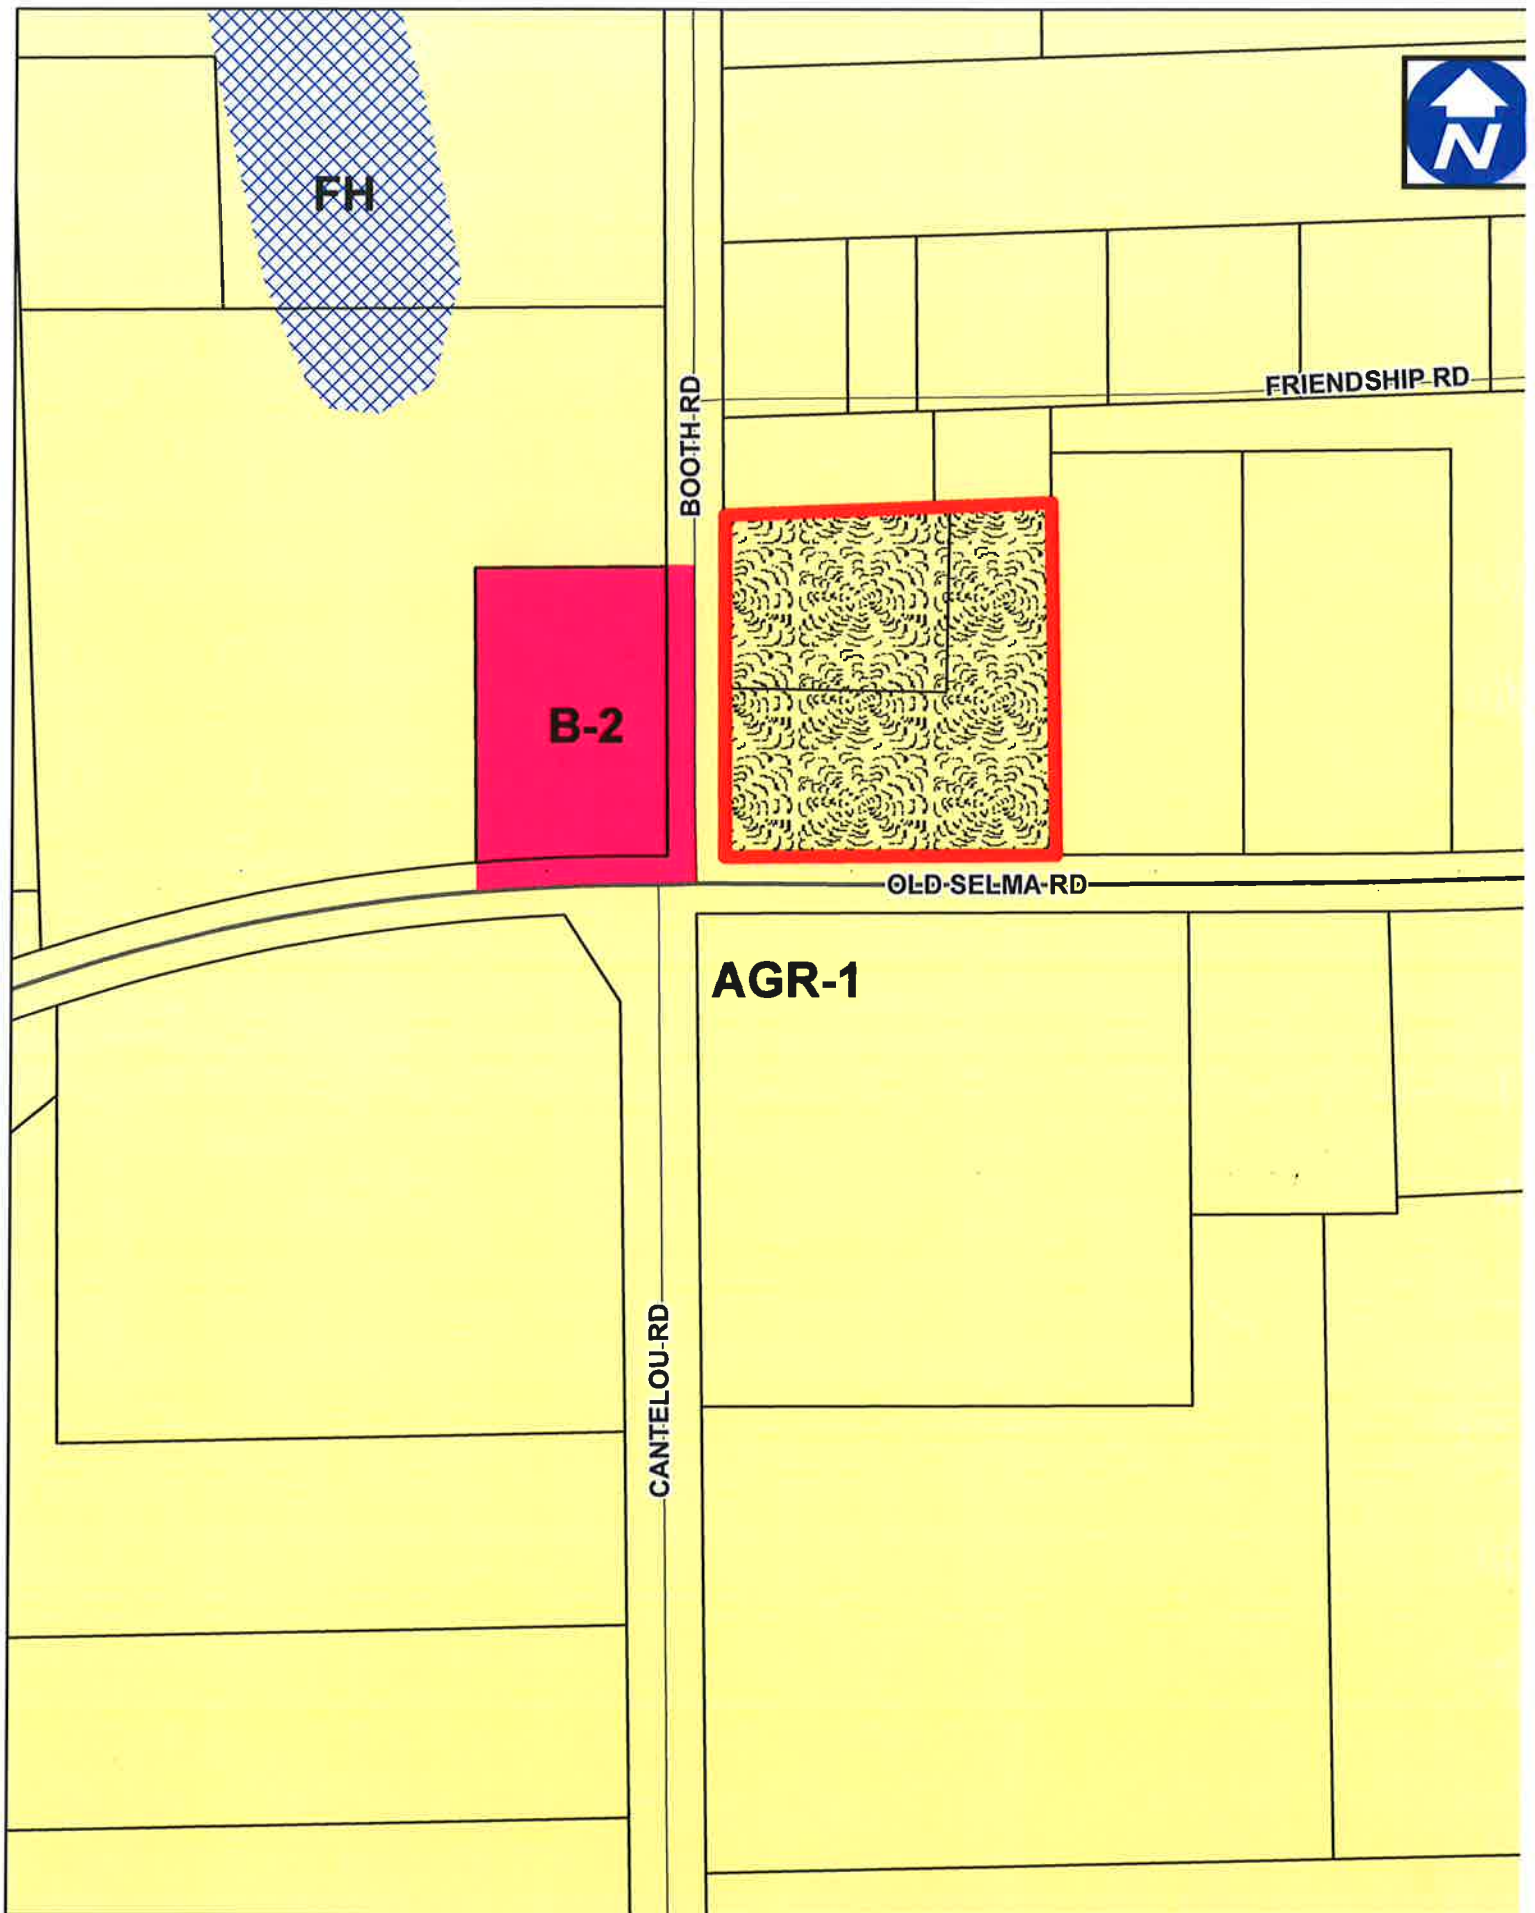 N
FH
FRIENDSHIP RD
BOOTH RD
B-2
OLD SELMA RD
AGR-1
CANTELOU RD